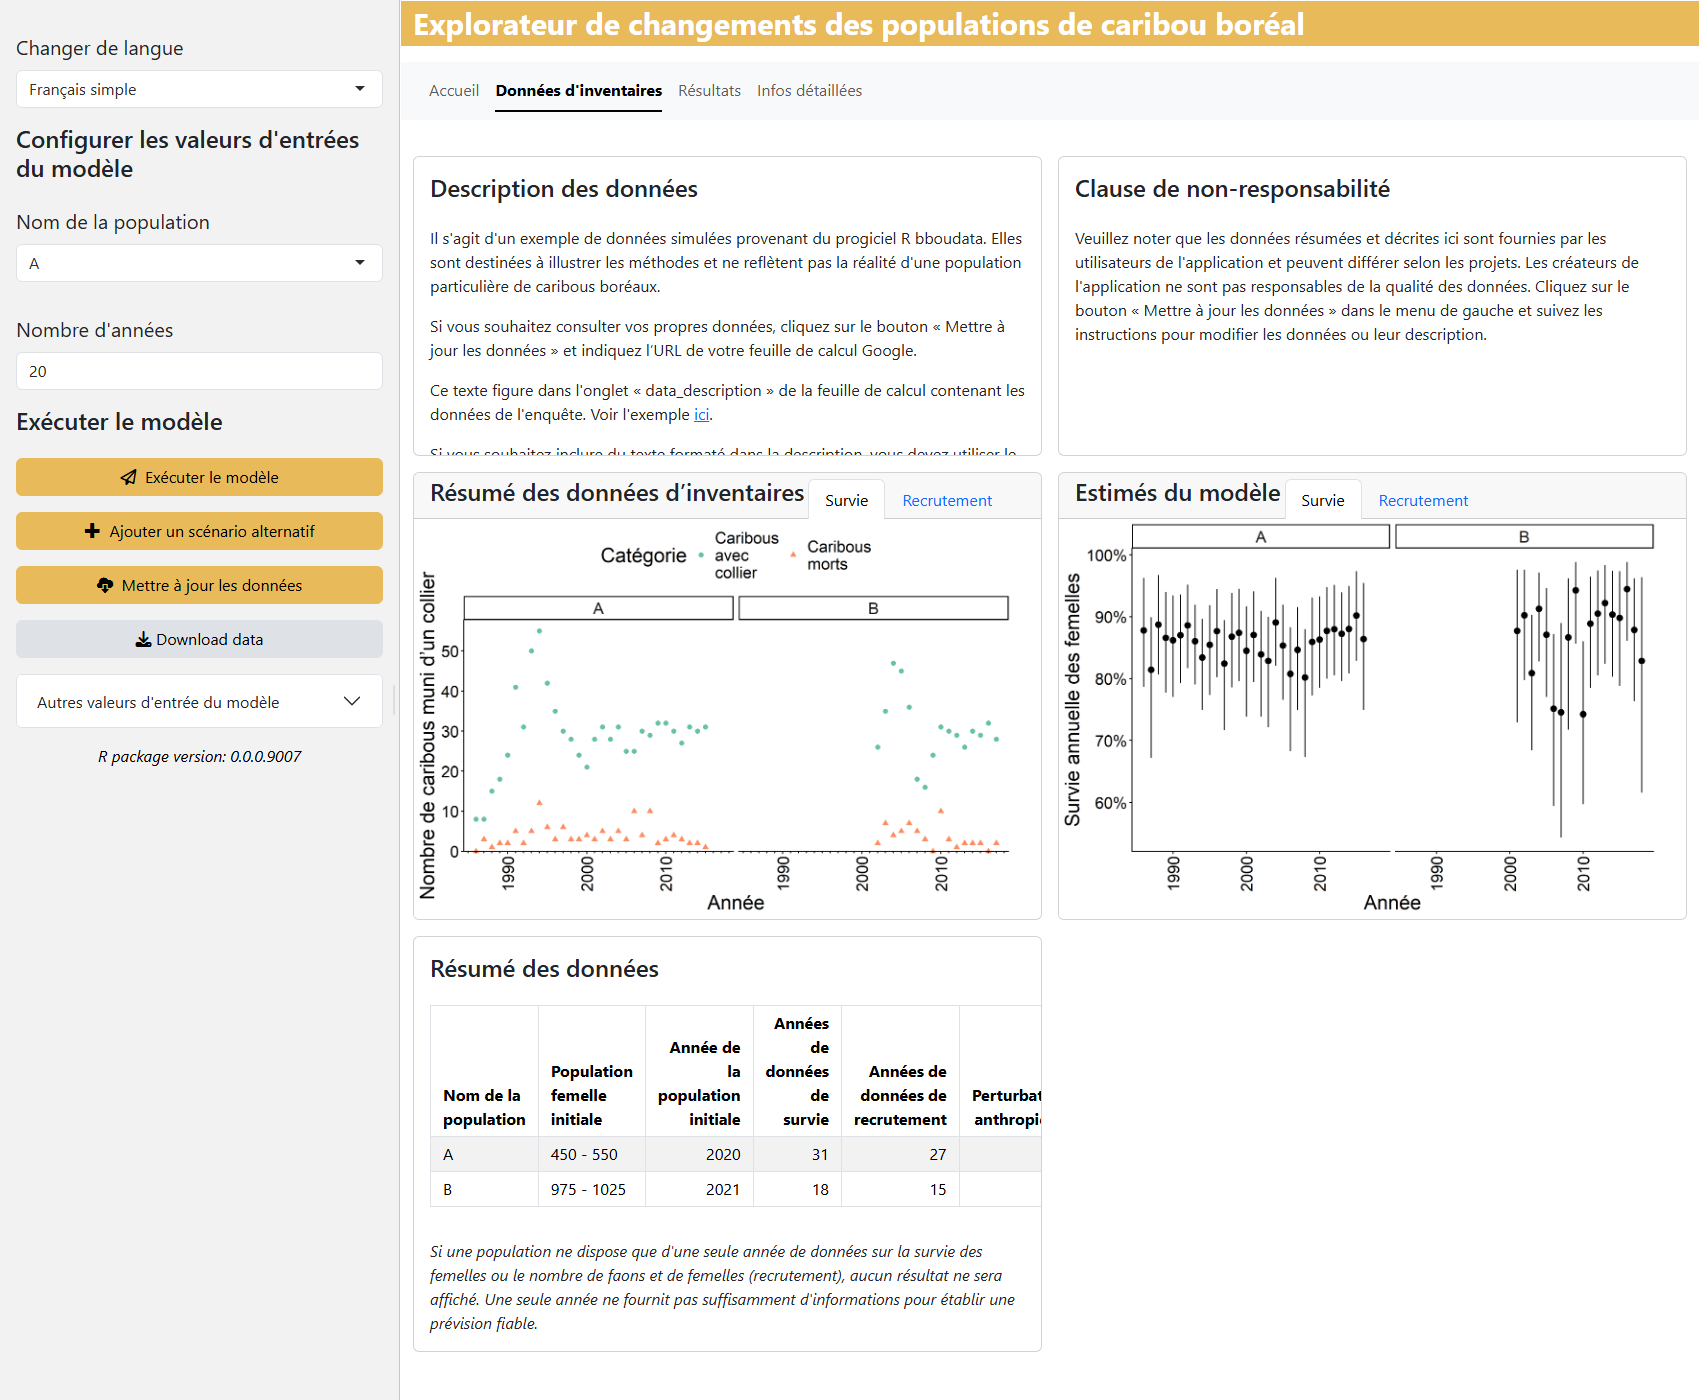 Changer de langue
Français simple
Configurer les valeurs d'entrées
du modèle
Nom de la population
A
Nombre d'années
20
Exécuter le modèle
Exécuter le modèle
Ajouter un scénario alternatif
Mettre à jour les données
Download data
Autres valeurs d'entrée du modèle
R package version: 0.0.0.9007
Explorateur de changements des populations de caribou boréal
Accueil Données d'inventaires Résultats Infos détaillées
Description des données
Il s'agit d'un exemple de données simulées provenant du progiciel R bboudata. Elles
sont destinées à illustrer les méthodes et ne reflètent pas la réalité d'une population
particulière de caribous boréaux.
Si vous souhaitez consulter vos propres données, cliquez sur le bouton « Mettre à
jour les données » et indiquez l'URL de votre feuille de calcul Google.
Ce texte figure dans l'onglet « data_description » de la feuille de calcul contenant les
données de l'enquête. Voir l'exemple ici.
Si vous souhaitez inclure du texte formaté dans la description, vous devez utiliser le
Clause de non-responsabilité
Veuillez noter que les données résumées et décrites ici sont fournies par les
utilisateurs de l'application et peuvent différer selon les projets. Les créateurs de
l'application ne sont pas responsables de la qualité des données. Cliquez sur le
bouton « Mettre à jour les données » dans le menu de gauche et suivez les
instructions pour modifier les données ou leur description.
Résumé des données d’inventaires Survie Recrutement
Catégorie
Caribous
avec
collier
Caribous
morts
A B
Nombre de caribous muni d'un collier
50
40
30
20
10
0
1990 2000 2010 1990 2000 2010
Année
Estimés du modèle Survie Recrutement
A B
Survie annuelle des femelles
100%
90%
80%
70%
60%
1990 2000 2010 1990 2000 2010
Année
Résumé des données
Nom de la
population
Population
femelle
initiale
Année de
la
population
initiale
Années
de
données
de
survie
Années de
données de
recrutement
A 450 - 550 2020 31 27
B 975 - 1025 2021 18 15
Si une population ne dispose que d'une seule année de données sur la survie des
femelles ou le nombre de faons et de femelles (recrutement), aucun résultat ne sera
affiché. Une seule année ne fournit pas suffisamment d'informations pour établir une
prévision fiable.